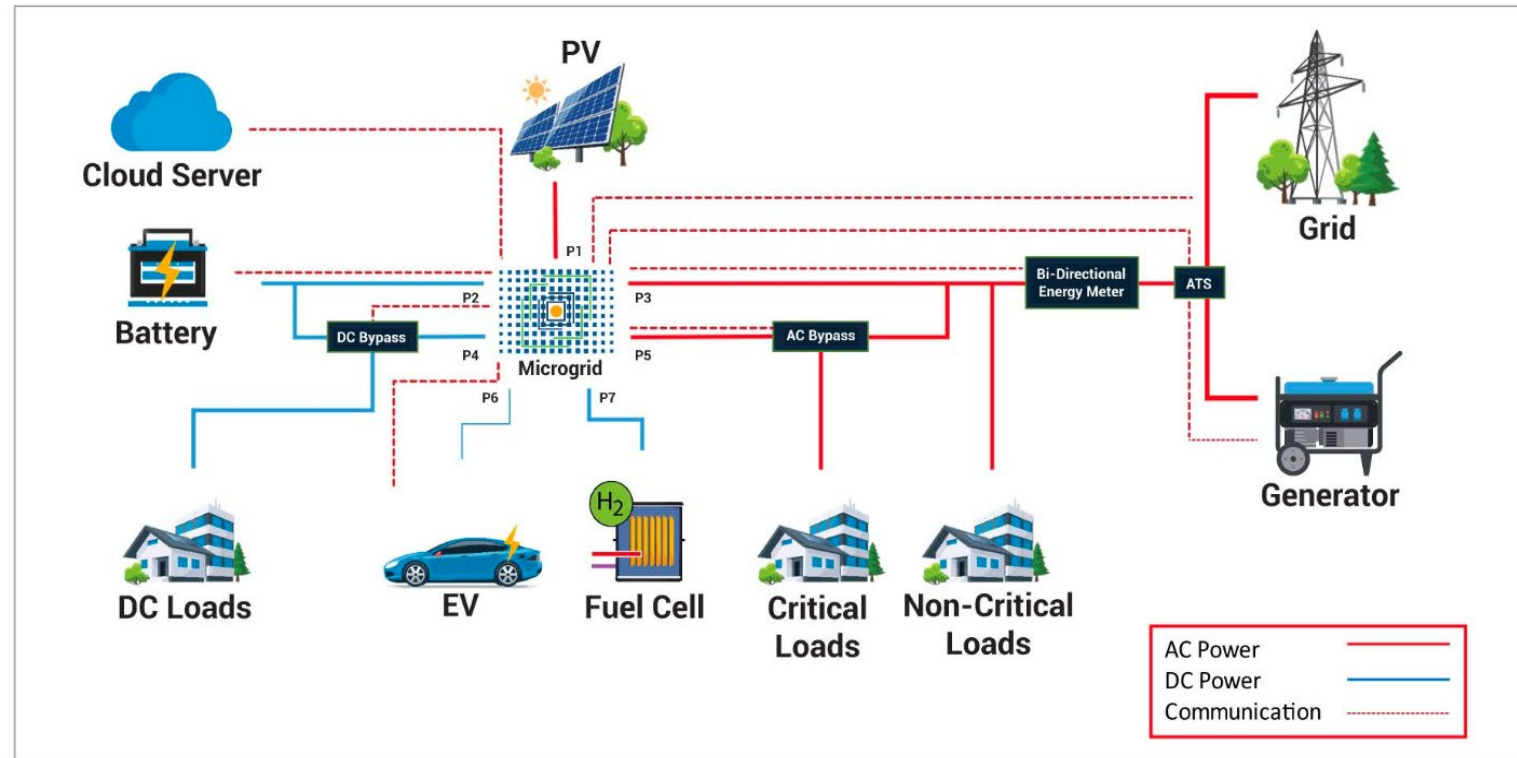 PV
Cloud Server
Grid
P1
Battery
P2
P3
Bi-Directional
Energy Meter
ATS
DC Bypass
AC Bypass
P4
P5
Microgrid
P6
P7
Generator
H2
DC Loads
EV
Fuel Cell
Critical
Loads
Non-Critical
Loads
AC Power
DC Power
Communication